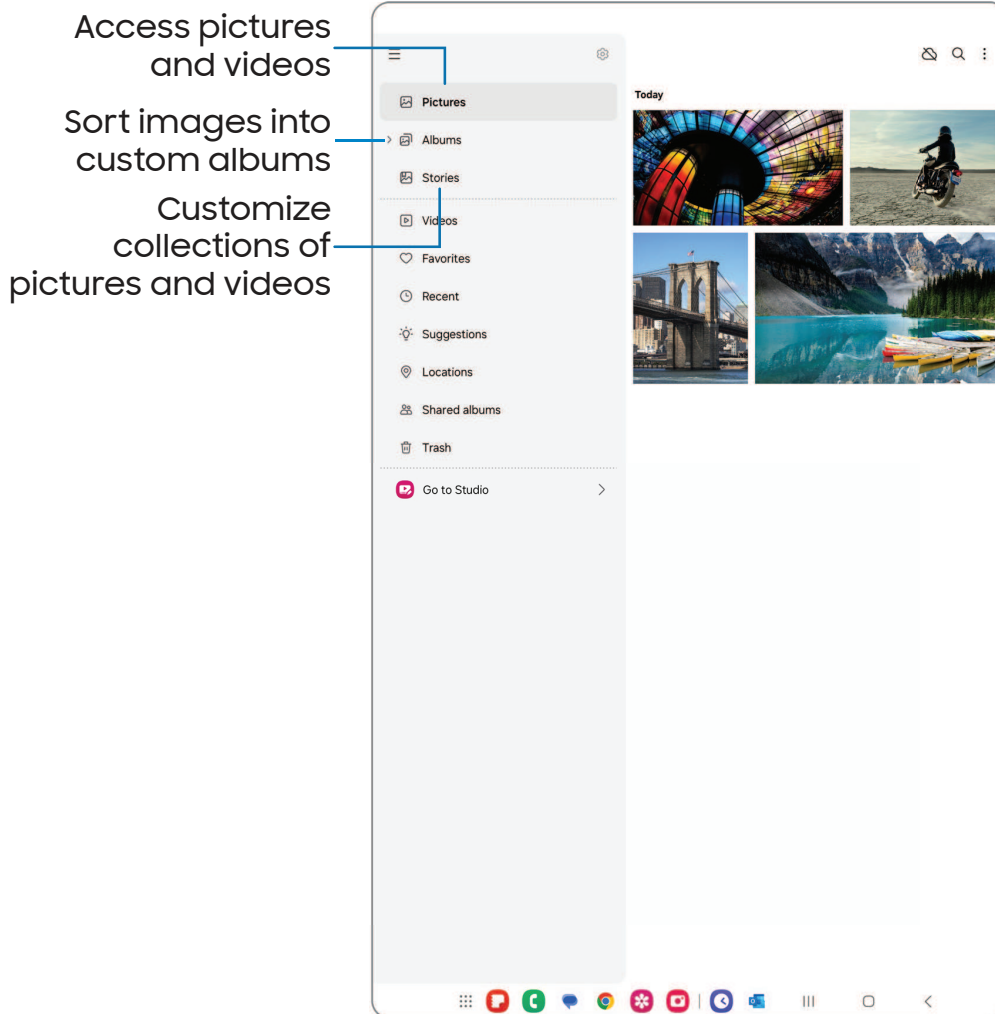 Access pictures
and videos
Sort images into
custom albums
Customize
collections of
pictures and videos
Pictures
Albums
Stories
Videos
Favorites
Recent
Suggestions
Locations
Shared albums
Trash
Go to Studio
Today